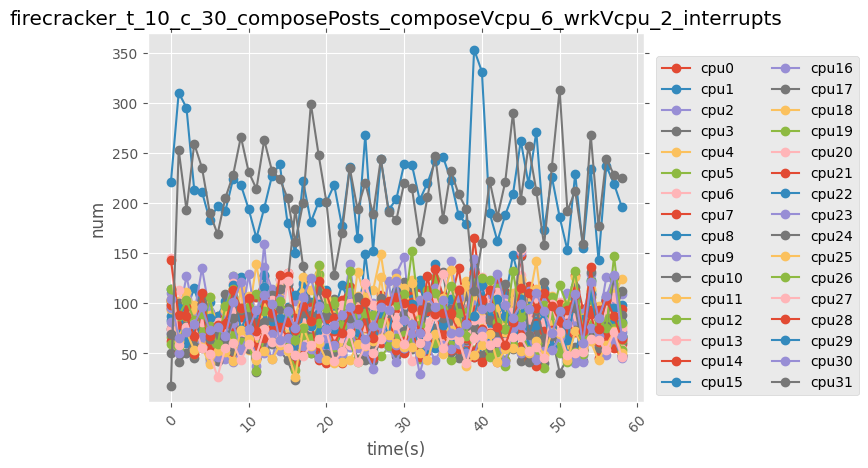 firecracker_t_10_c_30_composePosts_composeVcpu_6_wrkVcpu_2_interrupts
350
300
250
200
150
100
50
num
0
10
20
30
40
50
60
time(s)
cpu0
cpu1
cpu2
cpu3
cpu4
cpu5
cpu6
cpu7
cpu8
cpu9
cpu10
cpu11
cpu12
cpu13
cpu14
cpu15
cpu16
cpu17
cpu18
cpu19
cpu20
cpu21
cpu22
cpu23
cpu24
cpu25
cpu26
cpu27
cpu28
cpu29
cpu30
cpu31